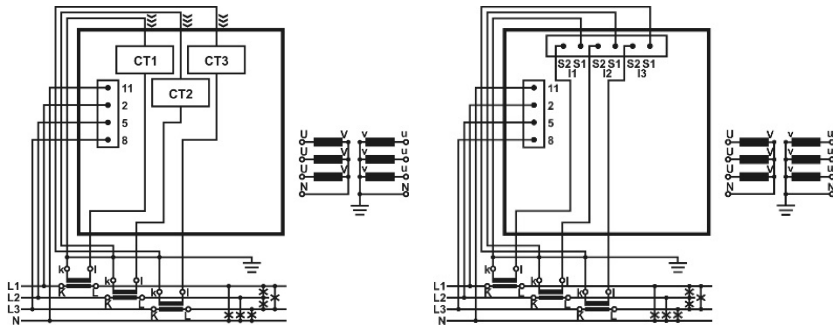 CT1 CT3
CT2
11
2
5
8
U V v u
U V v u
U V v u
N N
k l
k l
k l
L1
L2
L3
N
K L
K L
K L
S2 S1 S2 S1 S2 S1
I1 I2 I3
11
2
5
8
U V v u
U V v u
U V v u
N N
k l
k l
k l
L1
L2
L3
N
K L
K L
K L